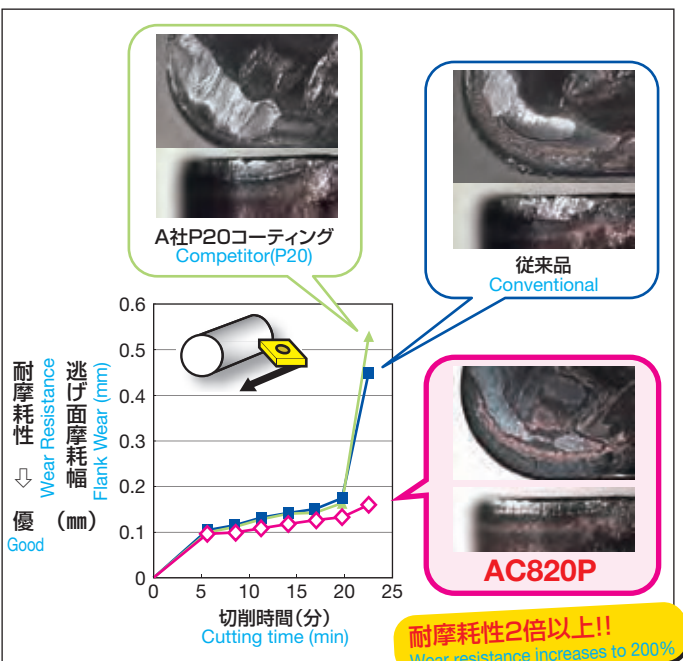 A社P20コーティング
Competitor(P20)
従来品
Conventional
耐摩耗性 ⇩ 優
Wear Resistance
Good
逃げ面摩耗幅 (㎜)
Flank Wear (mm)
0.6
0.5
0.4
0.3
0.2
0.1
0
0 5 10 15 20 25
切削時間(分)
Cutting time (min)
AC820P
耐摩耗性2倍以上!!
Wear resistance increases to 200%